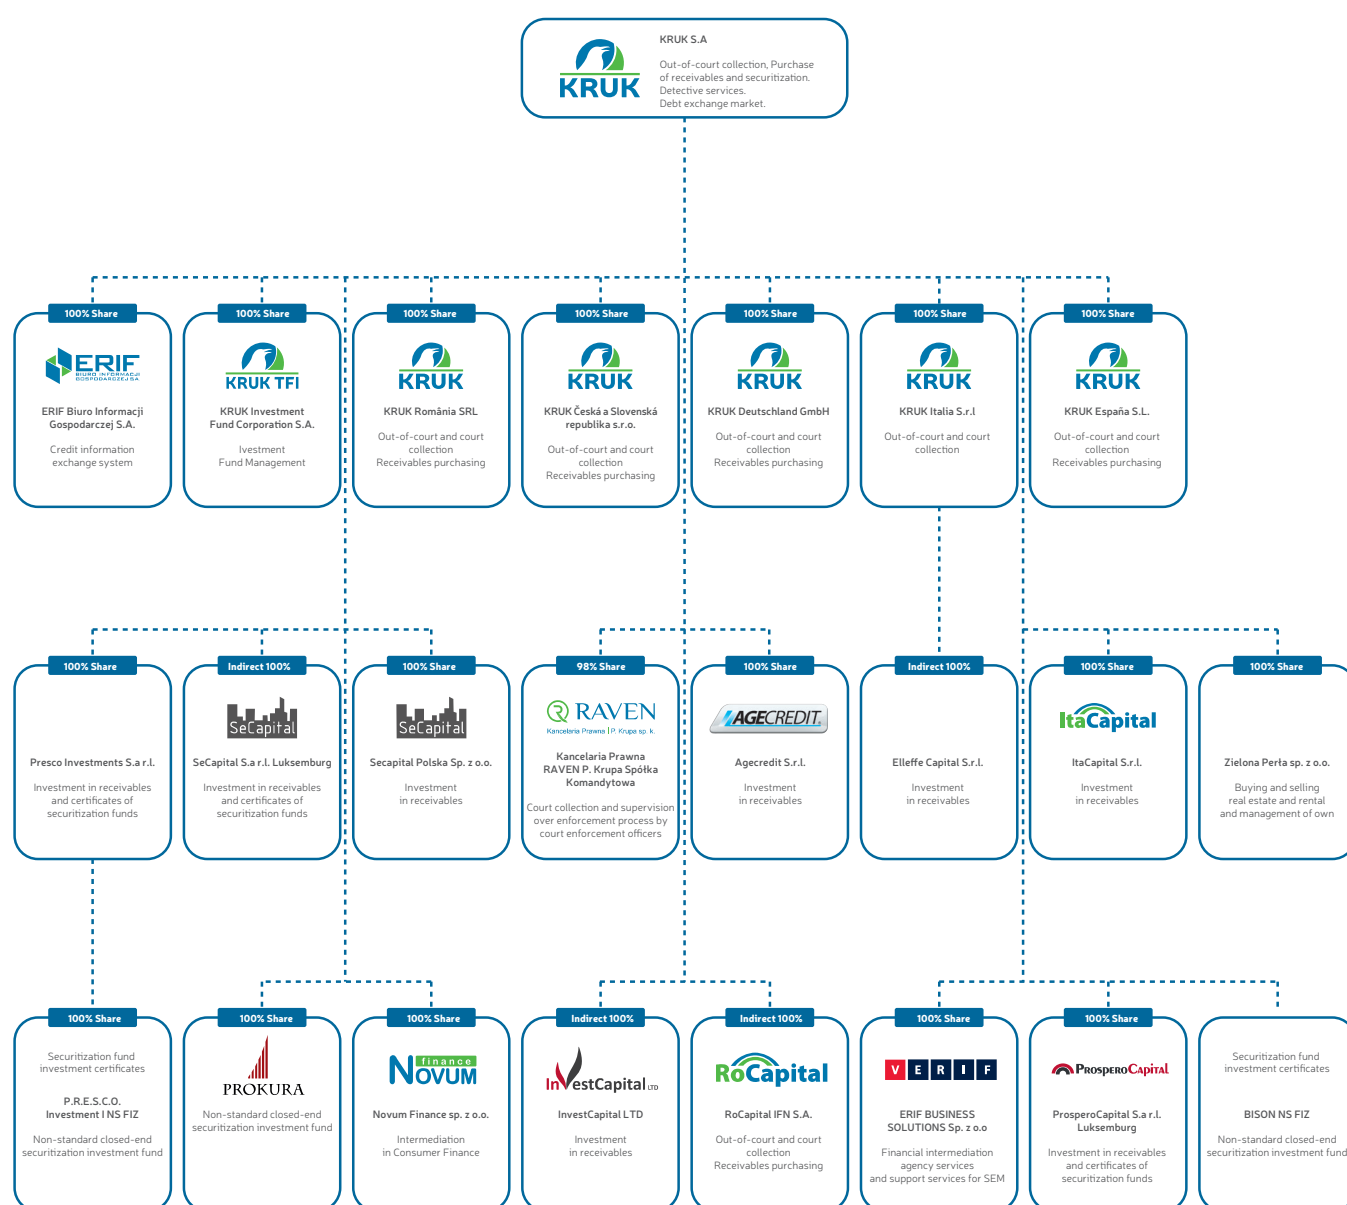 KRUK
KRUK S.A
Out-of-court collection, Purchase
of receivables and securitization.
Detective services.
Debt exchange market.
100% Share
ERIF
BIURO INFORMACJI
GOSPODARCZEJ SA
ERIF Biuro Informacji
Gospodarczej S.A.
Credit information
exchange system
100% Share
KRUK TFI
KRUK Investment
Fund Corporation S.A.
Ivestment
Fund Management
100% Share
KRUK
KRUK România SRL
Out-of-court and court
collection
Receivables purchasing
100% Share
KRUK
KRUK Česká a Slovenská
republika s.r.o.
Out-of-court and court
collection
Receivables purchasing
100% Share
KRUK
KRUK Deutschland GmbH
Out-of-court and court
collection
Receivables purchasing
100% Share
KRUK
KRUK Italia S.r.l
Out-of-court and court
collection
100% Share
KRUK
KRUK España S.L.
Out-of-court and court
collection
Receivables purchasing
100% Share
Presco Investments S.a r.l.
Investment in receivables
and certificates of
securitization funds
Indirect 100%
SeCapital
SeCapital S.a r.l. Luksemburg
Investment in receivables
and certificates of
securitization funds
100% Share
SeCapital
Secapital Polska Sp. z o.o.
Investment
in receivables
98% Share
RAVEN
Kancelaria Prawna | P. Krupa sp. k.
Kancelaria Prawna
RAVEN P. Krupa Spółka
Komandytowa
Court collection and supervision
over enforcement process by
court enforcement officers
100% Share
AGECREDIT.
Agecredit S.r.l.
Investment
in receivables
Indirect 100%
Elleffe Capital S.r.l.
Investment
in receivables
100% Share
ItaCapital
ItaCapital S.r.l.
Investment
in receivables
100% Share
Zielona Perła sp. z o.o.
Buying and selling
real estate and rental
and management of own
100% Share
Securitization fund
investment certificates
P.R.E.S.C.O.
Investment I NS FIZ
Non-standard closed-end
securitization investment fund
100% Share
PROKURA
Non-standard closed-end
securitization investment fund
100% Share
finance
NOVUM
Novum Finance sp. z o.o.
Intermediation
in Consumer Finance
Indirect 100%
InvestCapital LTD
InvestCapital LTD
Investment
in receivables
Indirect 100%
RoCapital
RoCapital IFN S.A.
Out-of-court and court
collection
Receivables purchasing
100% Share
VERIF
ERIF BUSINESS
SOLUTIONS Sp. z o.o
Financial intermediation
agency services
and support services for SEM
100% Share
PROSPEROCAPITAL
ProsperoCapital S.a r.l.
Luksemburg
Investment in receivables
and certificates of
securitization funds
Securitization fund
investment certificates
BISON NS FIZ
Non-standard closed-end
securitization investment fund